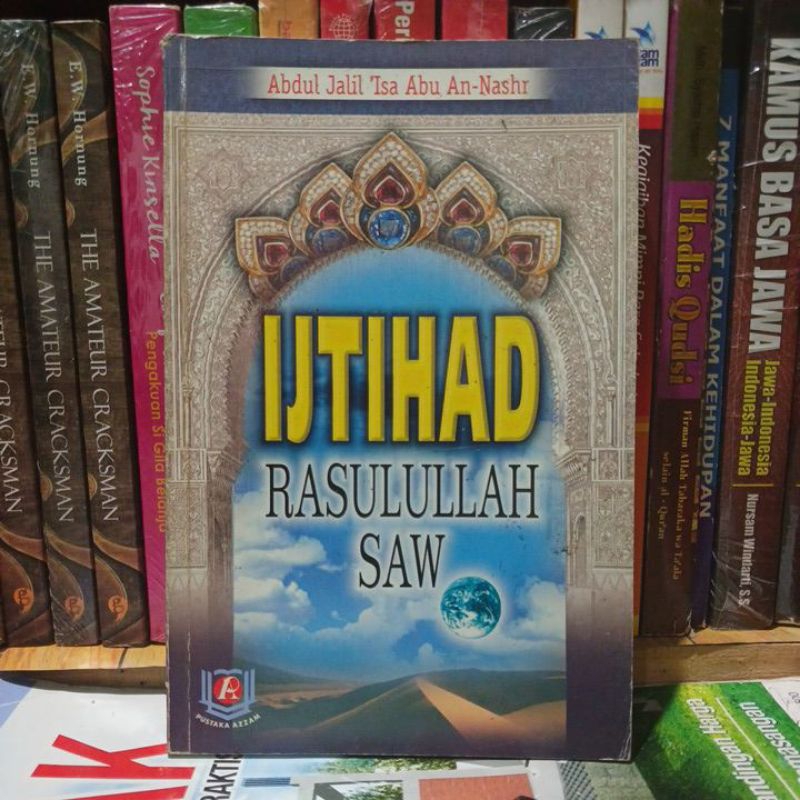 Abdul Jalil 'Isa Abu An-Nashr
IJTIHAD
RASULULLAH
SAW
PUSTAKA AZZAM
E.W. Hornung
THE AMATEUR CRACKSMAN
E.W. Hornung
THE AMATEUR CRACKSMAN
AMATEUR CRACKSMAN
Sophie Kinsella
Pengakuan Si Gila Belanja
Hadis Qudsi
Firman Allah Tabaraka wa Ta'ala
selain al-Qur'an
7 MANFAAT DALAM KEHIDUPAN
KAMUS BASA JAWA
Jawa-Indonesia
Indonesia-Jawa
Nursam Windarti, S.S